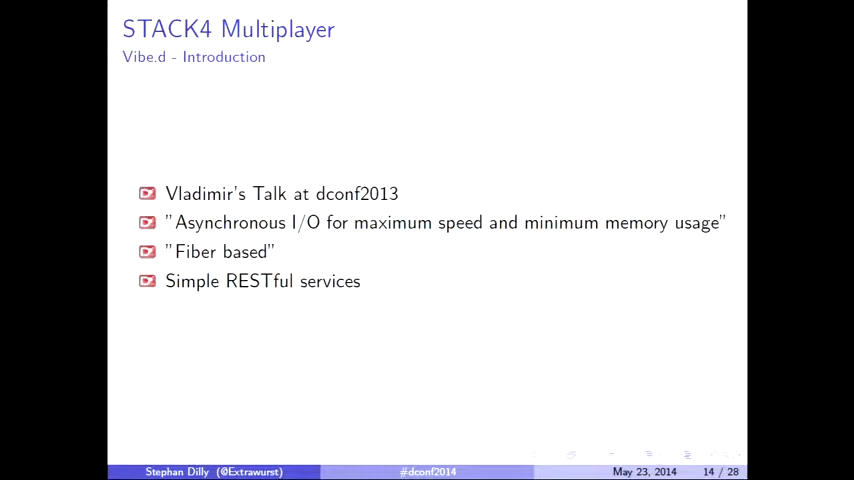 STACK4 Multiplayer
Vibe.d - Introduction
Vladimir's Talk at dconf2013
"Asynchronous I/O for maximum speed and minimum memory usage"
"Fiber based"
Simple RESTful services
Stephan Dilly (@Extrawurst) #dconf2014 May 23, 2014 14 / 28